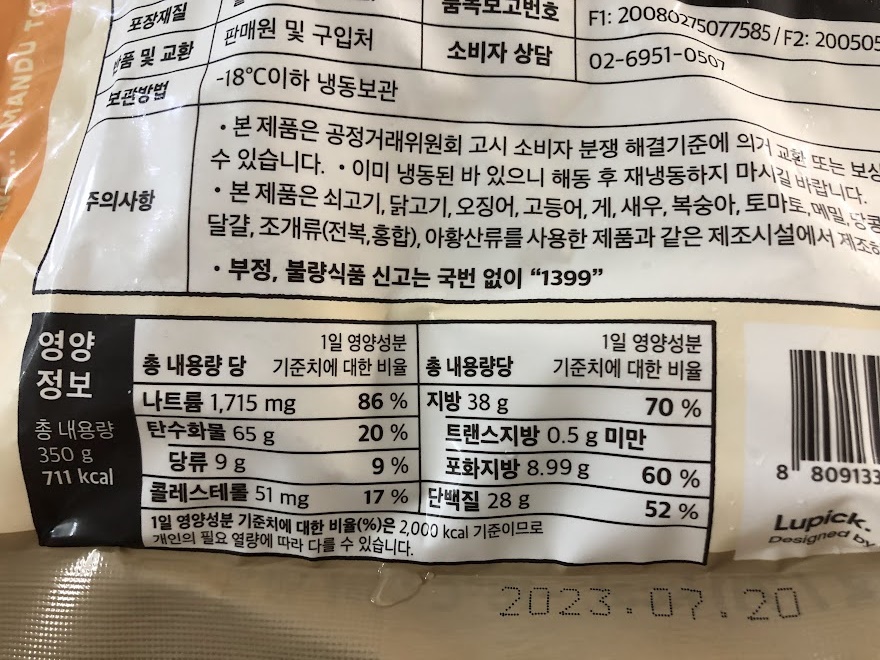 MANDU TO
포장재질
품목보고번호
F1: 20080275077585/F2: 200505
반품 및 교환
판매원 및 구입처
소비자 상담
02-6951-0507
보관방법
-18℃이하 냉동보관
주의사항
• 본 제품은 공정거래위원회 고시 소비자 분쟁 해결기준에 의거 교환 또는 보상
수 있습니다. • 이미 냉동된 바 있으니 해동 후 재냉동하지 마시길 바랍니다.
• 본 제품은 쇠고기, 닭고기, 오징어, 고등어, 게, 새우, 복숭아, 토마토, 메밀, 땅콩
달걀, 조개류(전복,홍합), 아황산류를 사용한 제품과 같은 제조시설에서 제조하
• 부정, 불량식품 신고는 국번 없이 “1399”
영양
정보
총 내용량
350 g
711 kcal
총 내용량 당
1일 영양성분
기준치에 대한 비율
나트륨 1,715 mg 86 %
탄수화물 65 g 20 %
당류 9 g 9 %
콜레스테롤 51 mg 17 %
총 내용량당
1일 영양성분
기준치에 대한 비율
지방 38 g 70 %
트랜스지방 0.5 g 미만
포화지방 8.99 g 60 %
단백질 28 g 52 %
1일 영양성분 기준치에 대한 비율(%)은 2,000 kcal 기준이므로
개인의 필요 열량에 따라 다를 수 있습니다.
8 809133
Lupick.
Designed by
2023.07.20